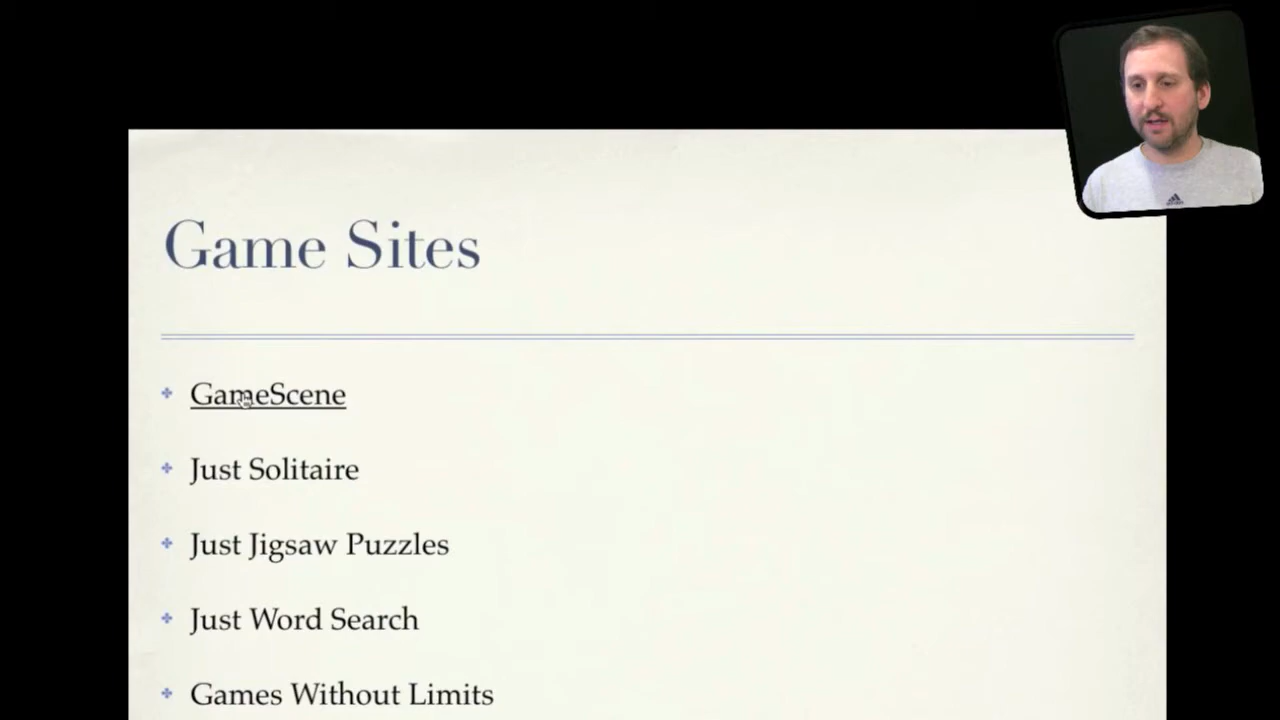 Game Sites
GameScene
Just Solitaire
Just Jigsaw Puzzles
Just Word Search
Games Without Limits